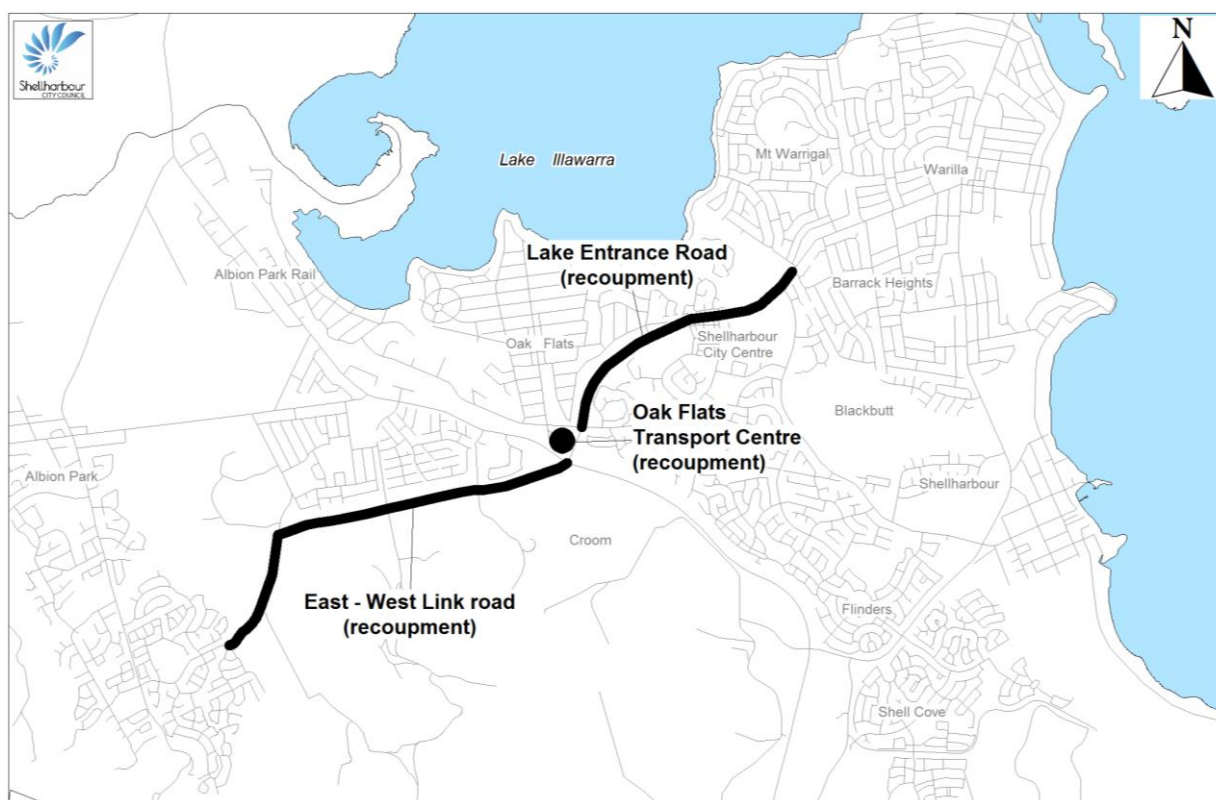 Shellharbour
CITY COUNCIL
N
Lake Illawarra
Mt Warrigal
Warilla
Lake Entrance Road
(recoupment)
Albion Park Rail
Barrack Heights
Oak Flats
Shellharbour
City Centre
Oak Flats
Transport Centre
(recoupment)
Blackbutt
Albion Park
Shellharbour
Croom
East - West Link road
(recoupment)
Flinders
Shell Cove